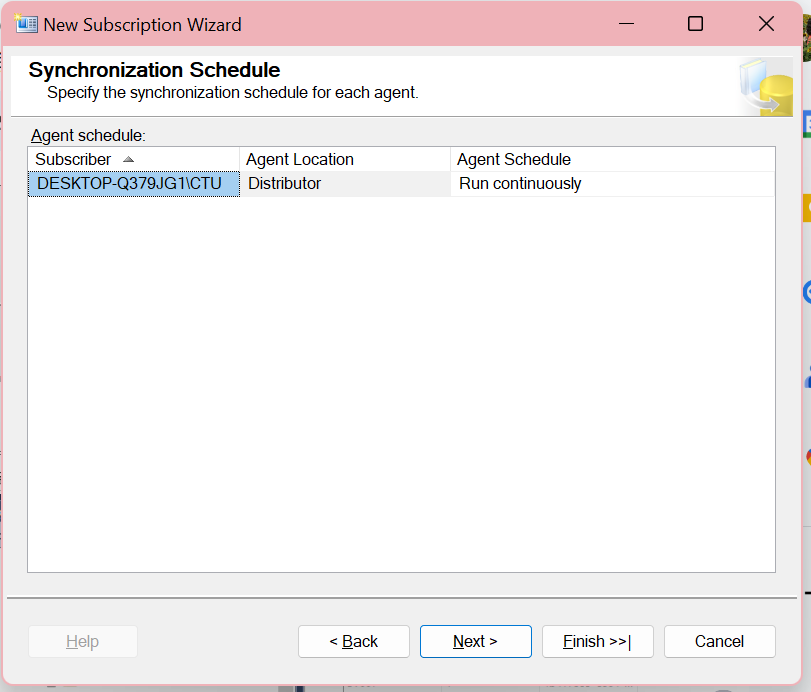 New Subscription Wizard
Synchronization Schedule
Specify the synchronization schedule for each agent.
Agent schedule:
Subscriber Agent Location Agent Schedule
DESKTOP-Q379JG1\CTU Distributor Run continuously
Help < Back Next > Finish >>| Cancel